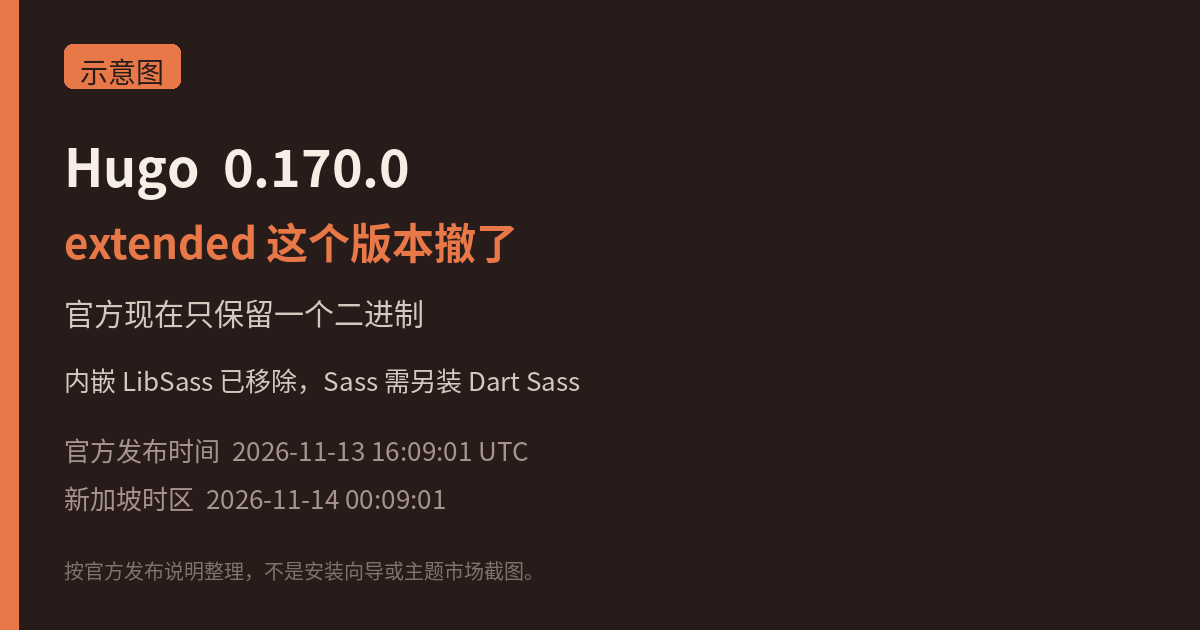 示意图
Hugo 0.170.0
extended 这个版本撤了
官方现在只保留一个二进制
内嵌 LibSass 已移除，Sass 需另装 Dart Sass
官方发布时间 2026-11-13 16:09:01 UTC
新加坡时区 2026-11-14 00:09:01
按官方发布说明整理，不是安装向导或主题市场截图。